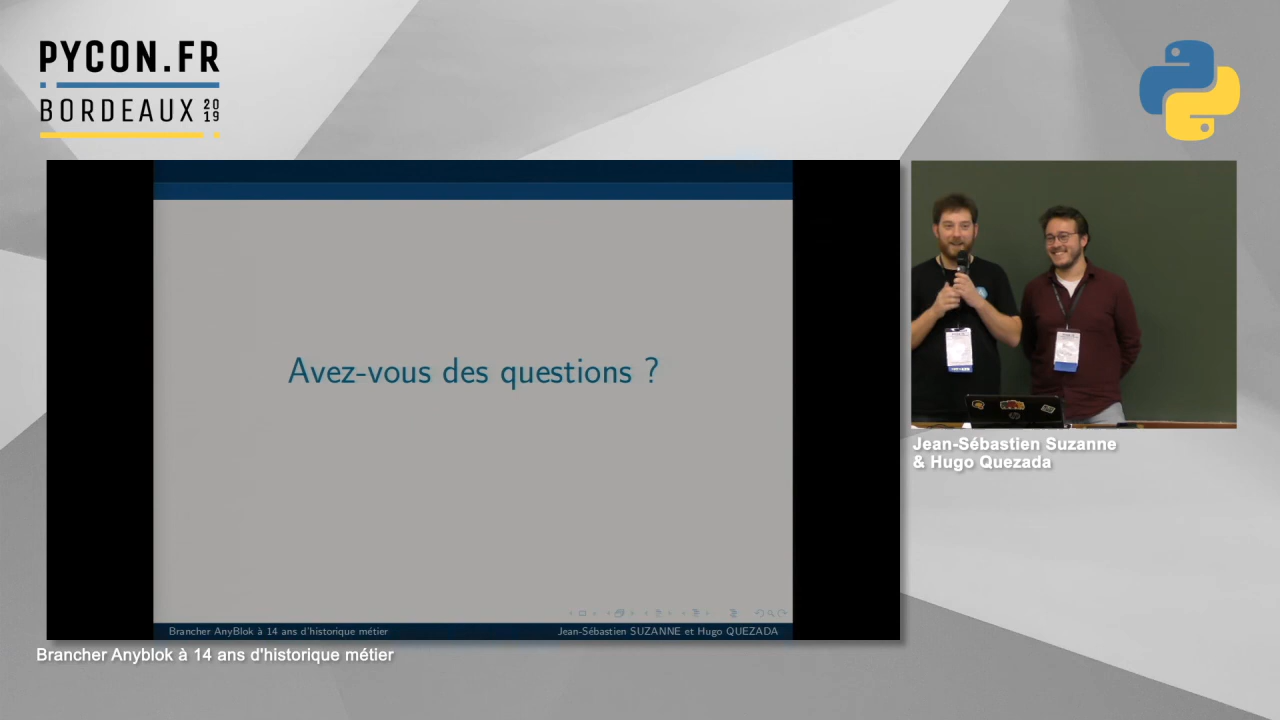 PYCON.FR
BORDEAUX 2019
Avez-vous des questions ?
Brancher AnyBlok à 14 ans d'historique métier
Jean-Sébastien SUZANNE et Hugo QUEZADA
Jean-Sébastien Suzanne
& Hugo Quezada
Brancher Anyblok à 14 ans d'historique métier